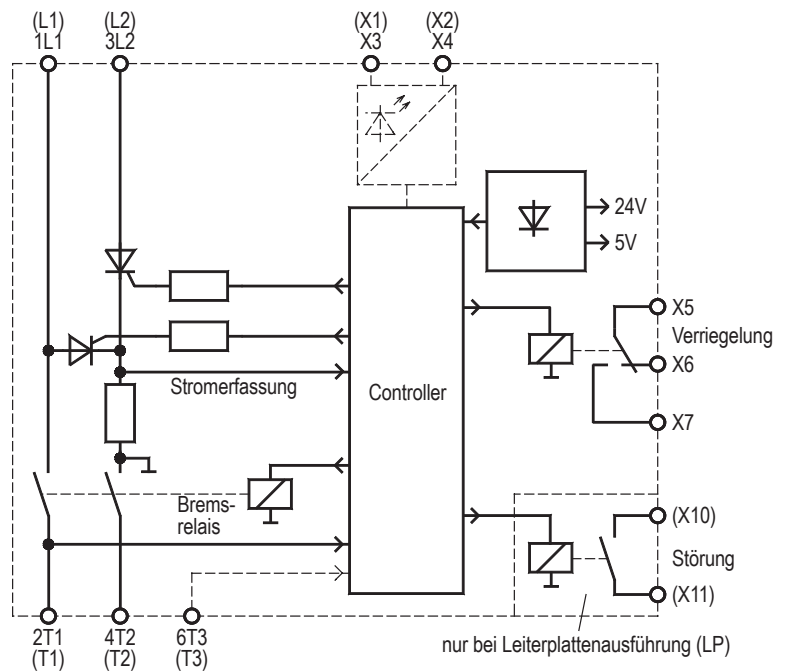 (L1)
1L1
(L2)
3L2
(X1)
X3
(X2)
X4
24V
5V
X5
Verriegelung
X6
X7
Stromerfassung
Controller
Brems-
relais
(X10)
Störung
(X11)
2T1
(T1)
4T2
(T2)
6T3
(T3)
nur bei Leiterplattenausführung (LP)